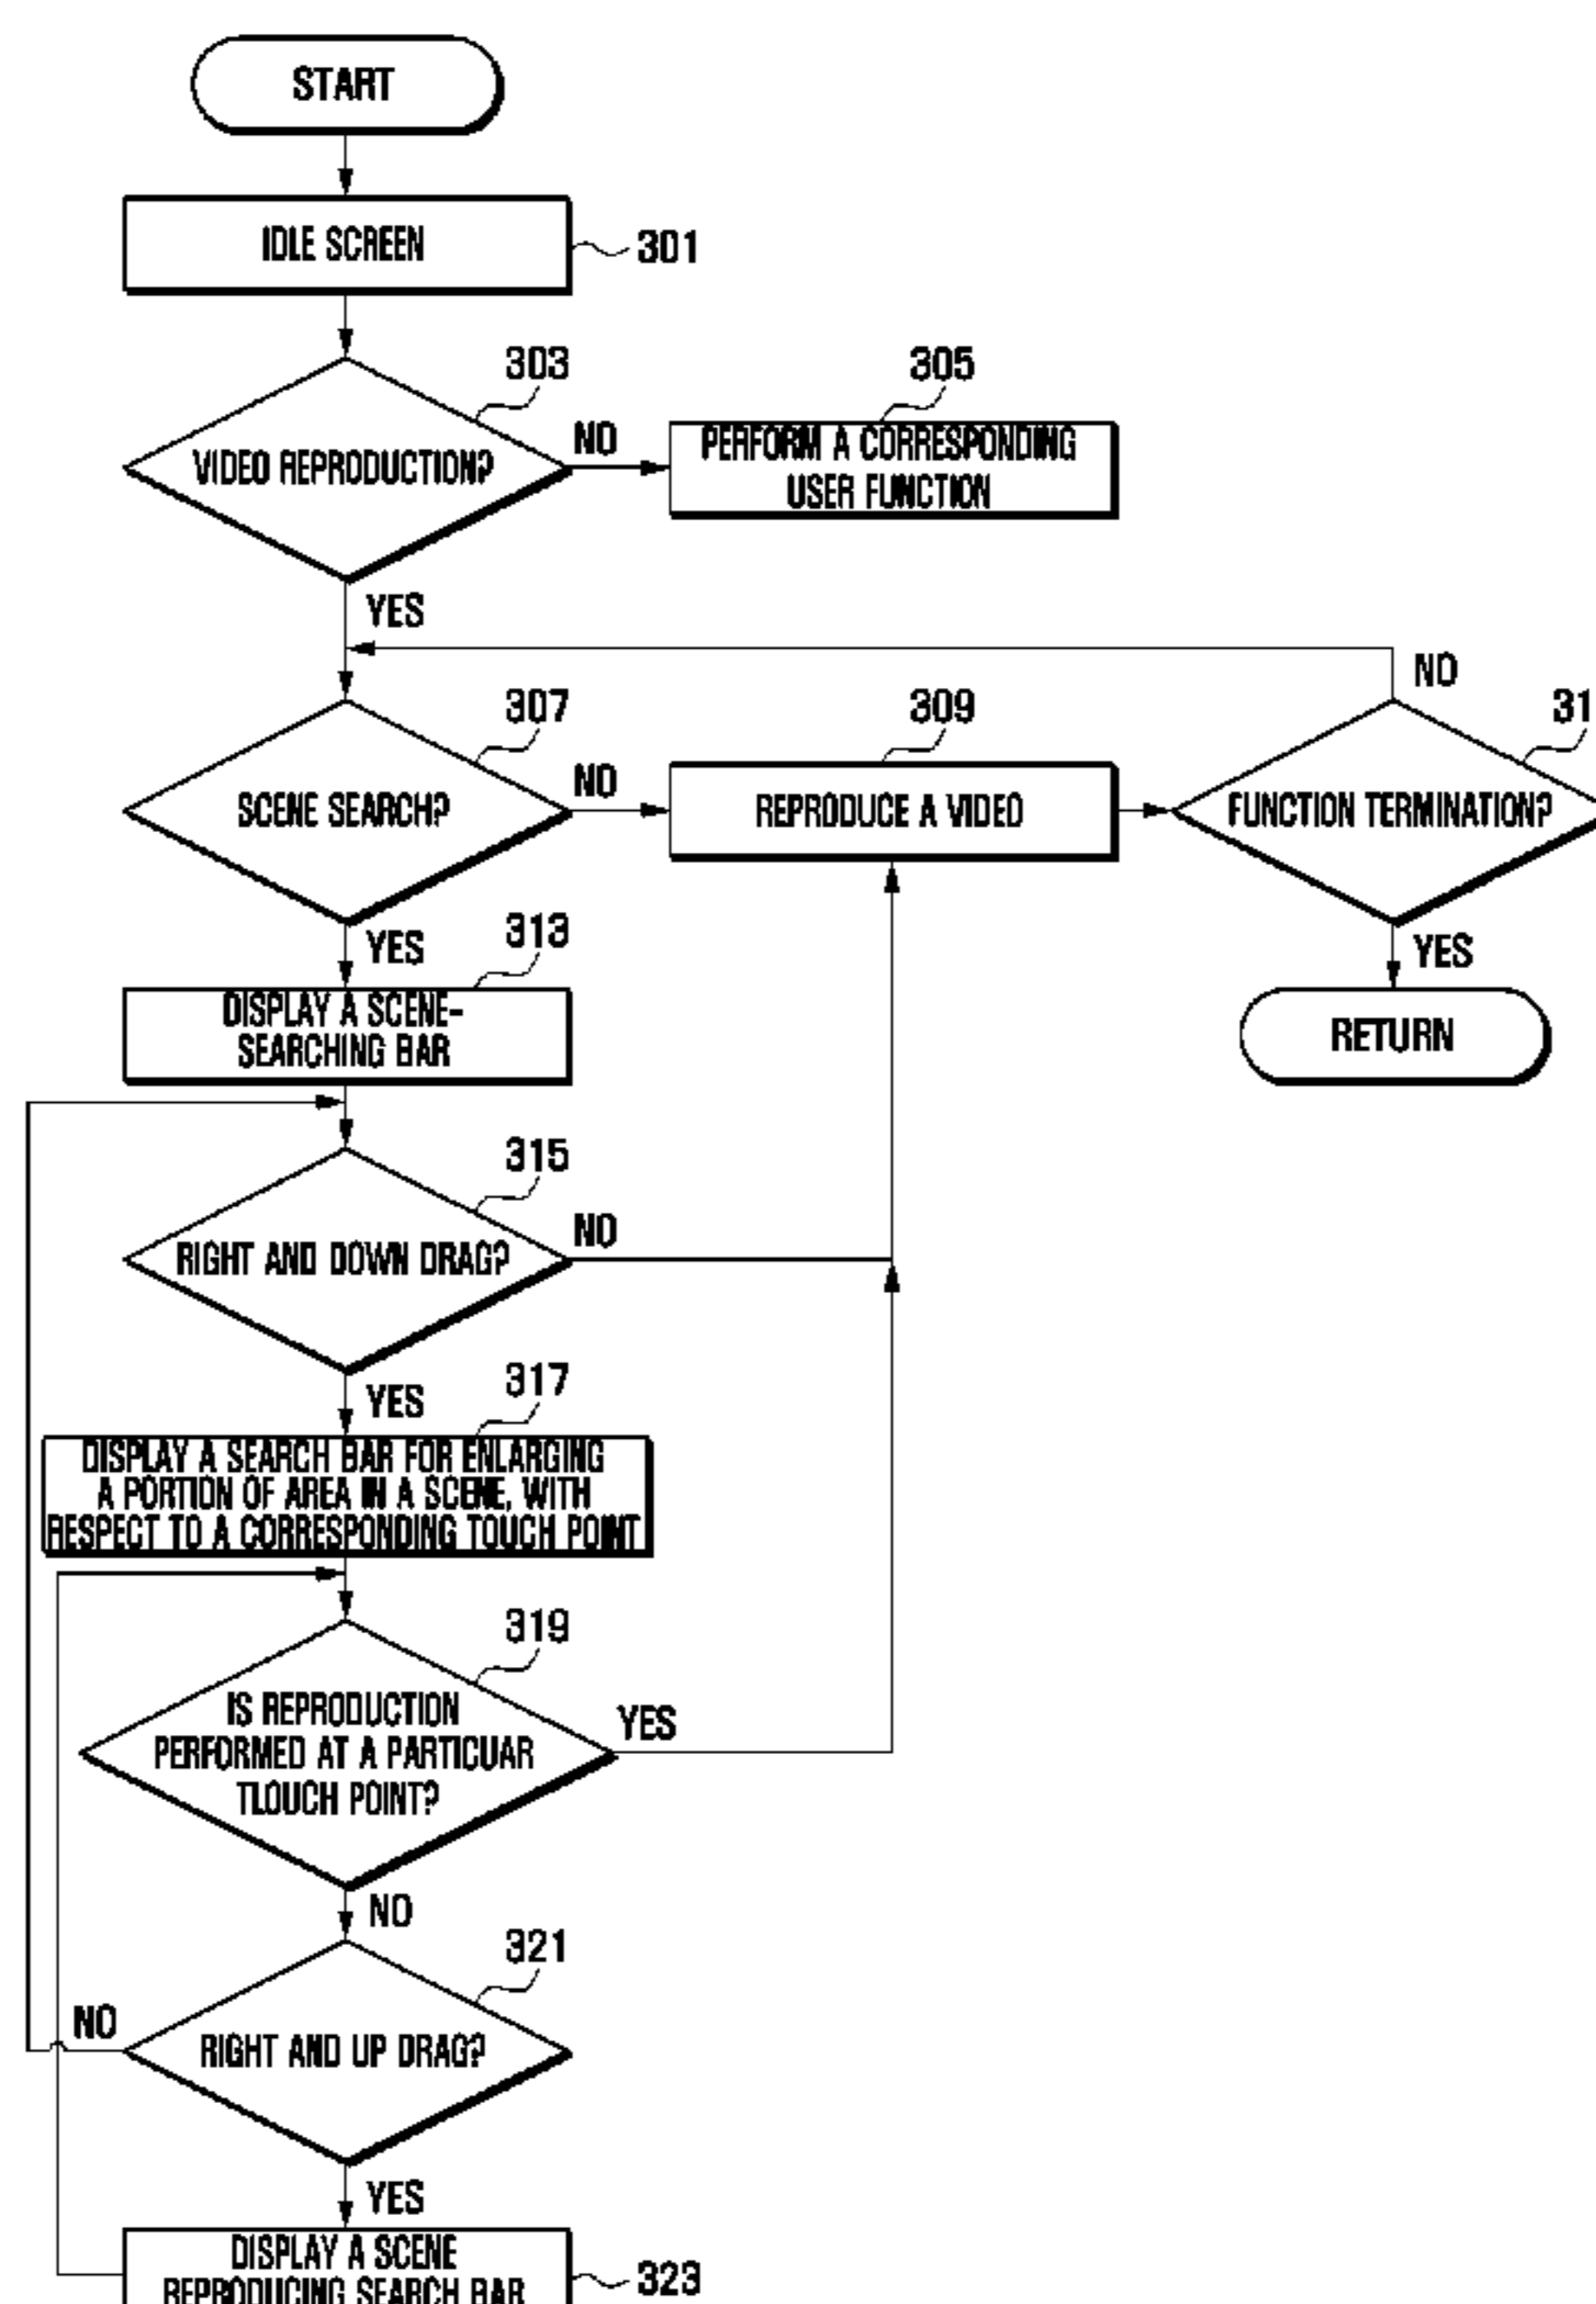 START
IDLE SCREEN
301
303
VIDEO REPRODUCTION?
NO
305
PERFORM A CORRESPONDING
USER FUNCTION
YES
307
SCENE SEARCH?
NO
309
REPRODUCE A VIDEO
NO
31
FUNCTION TERMINATION?
YES
RETURN
YES
313
DISPLAY A SCENE-
SEARCHING BAR
315
RIGHT AND DOWN DRAG?
NO
YES
317
DISPLAY A SEARCH BAR FOR ENLARGING
A PORTION OF AREA IN A SCENE, WITH
RESPECT TO A CORRESPONDING TOUCH POINT
319
IS REPRODUCTION
PERFORMED AT A PARTICUAR
TLOUCH POINT?
YES
NO
321
RIGHT AND UP DRAG?
NO
YES
DISPLAY A SCENE
REPRODUCING SEARCH BAR
323